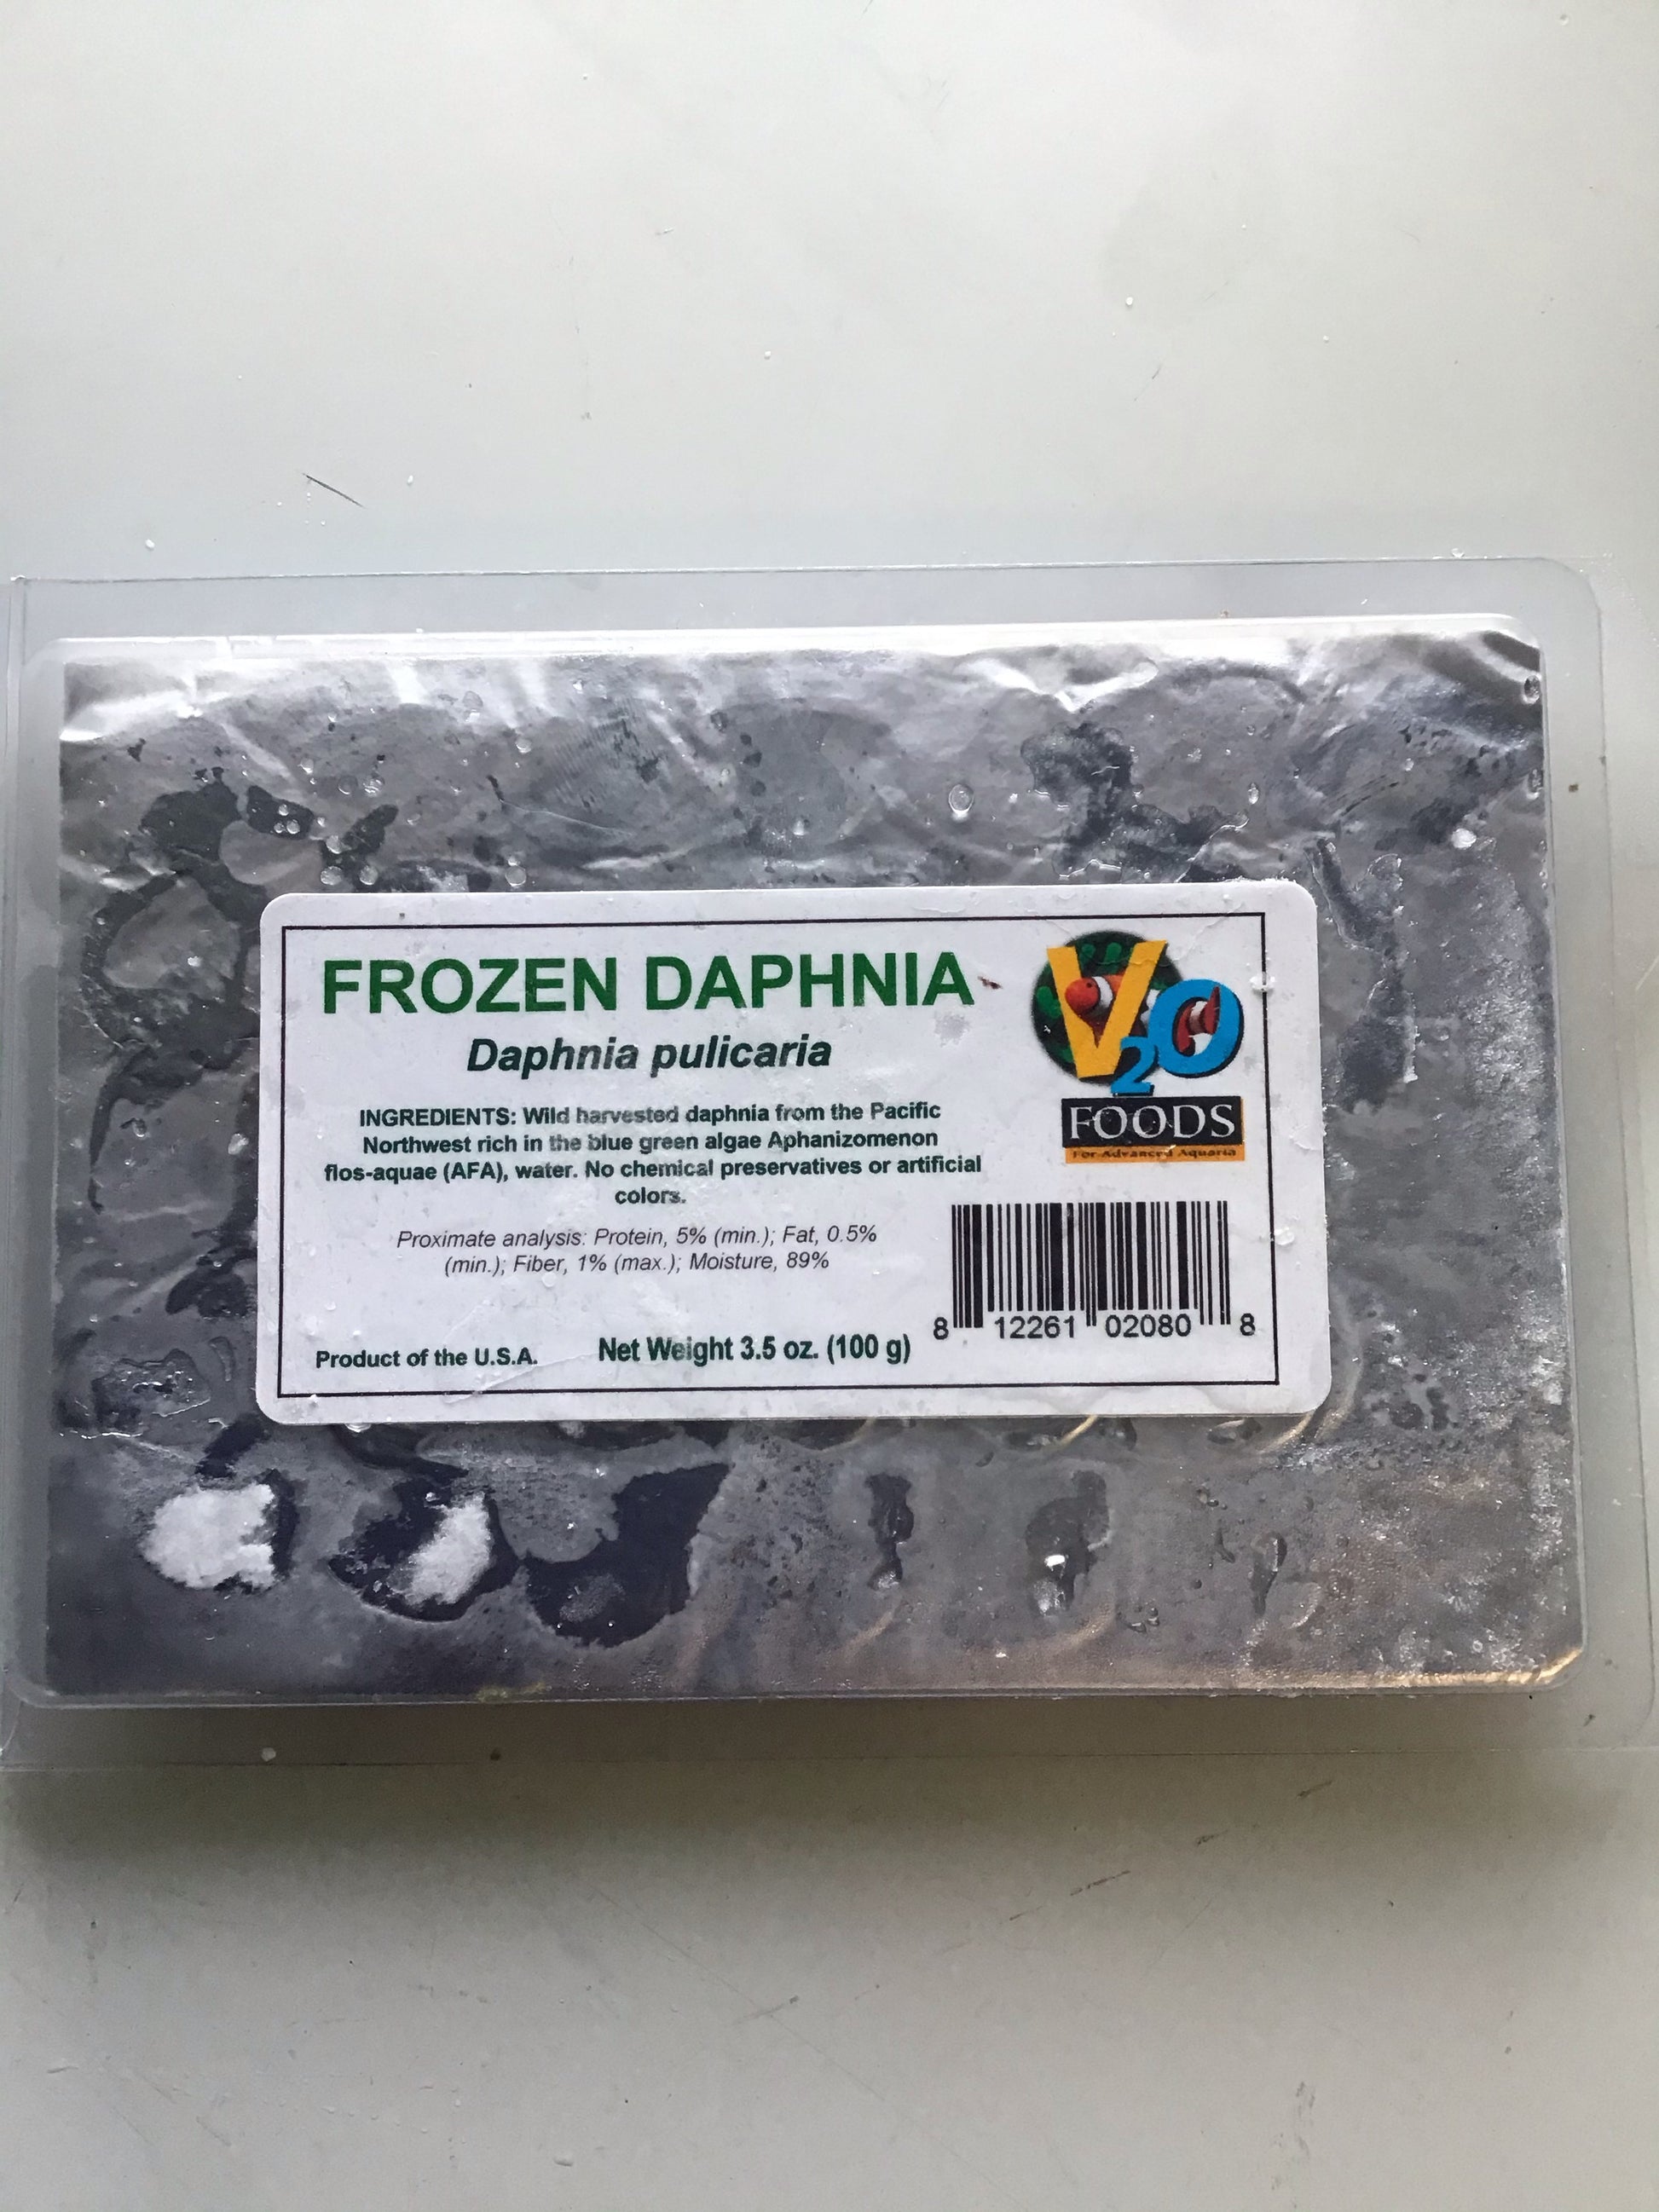 FROZEN DAPHNIA
Daphnia pulicaria
INGREDIENTS: Wild harvested daphnia from the Pacific
Northwest rich in the blue green algae Aphanizomenon
flos-aquae (AFA), water. No chemical preservatives or artificial
colors.
Proximate analysis: Protein, 5% (min.); Fat, 0.5%
(min.); Fiber, 1% (max.); Moisture, 89%
Product of the U.S.A.
Net Weight 3.5 oz. (100 g)
V2O
FOODS
For Advanced Aquaria
8 12261 02080 8